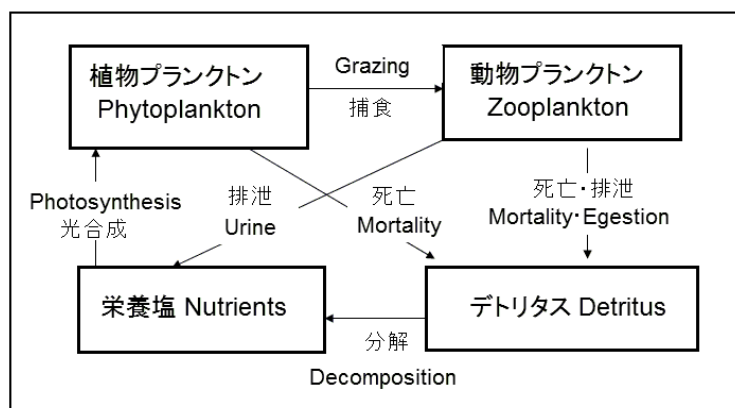 植物プランクトン
Phytoplankton
Grazing
捕食
動物プランクトン
Zooplankton
Photosynthesis
光合成
排泄
Urine
死亡
Mortality
死亡・排泄
Mortality・Egestion
栄養塩 Nutrients
デトリタス Detritus
分解
Decomposition